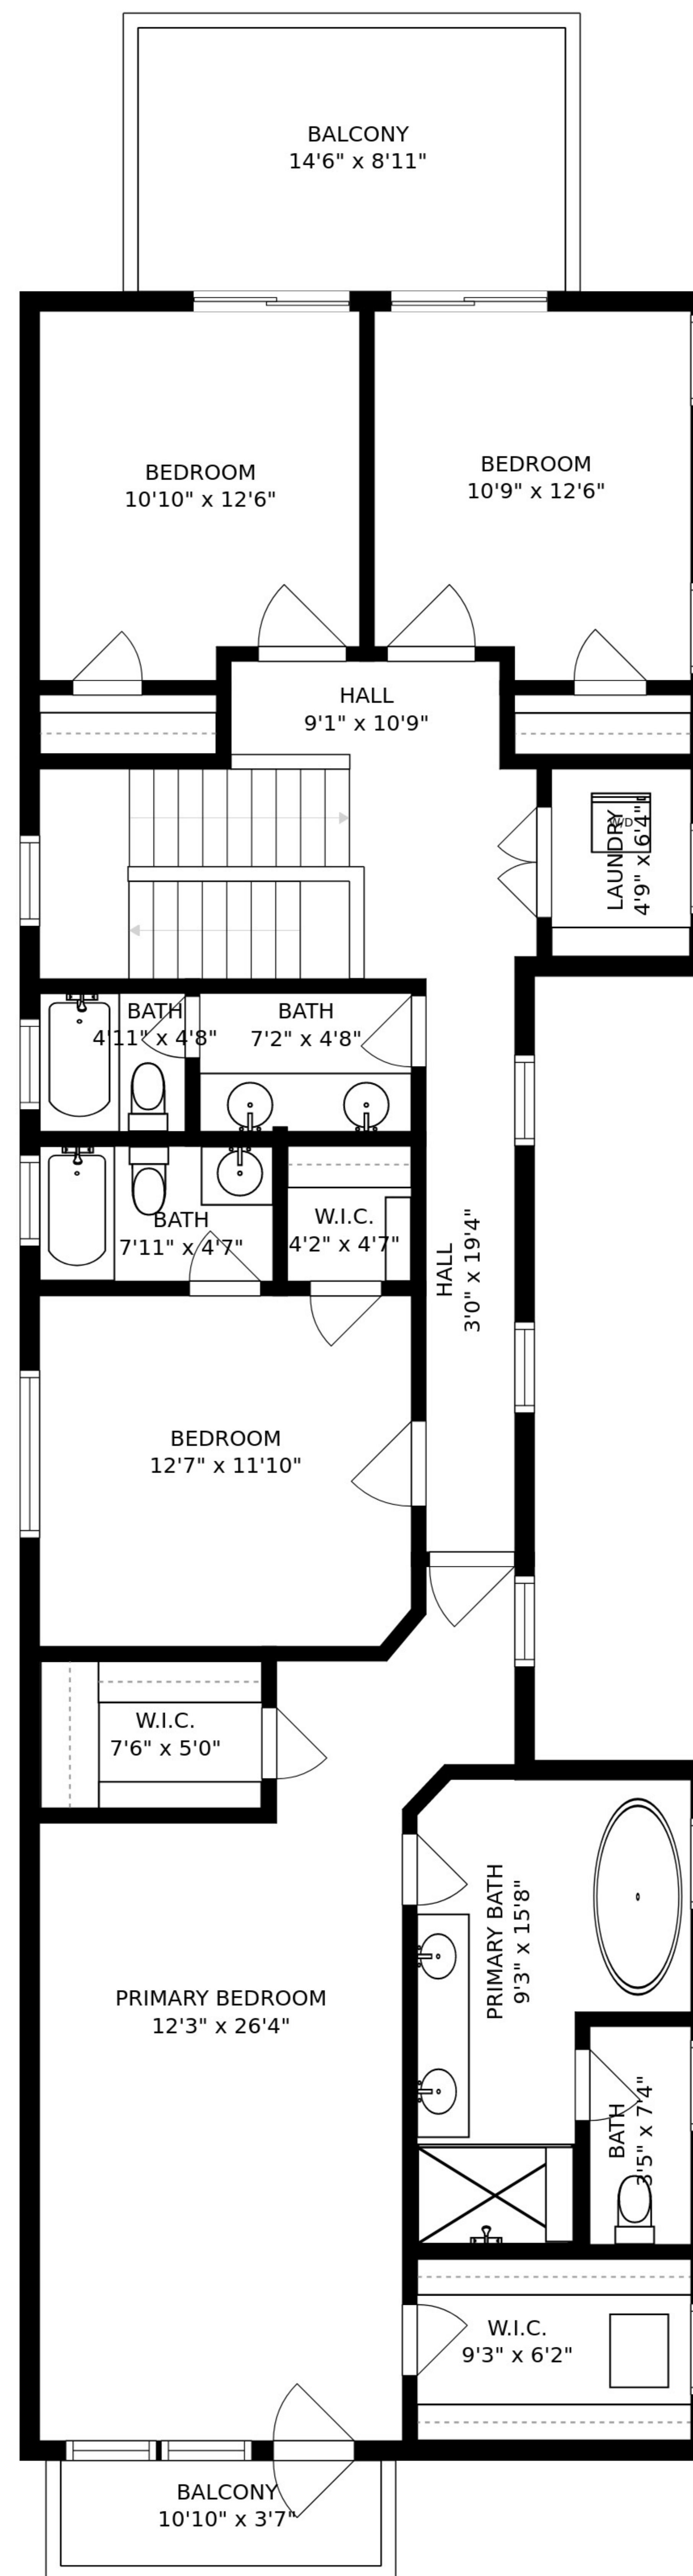 BALCONY
14'6" x 8'11"
BEDROOM
10'10" x 12'6"
BEDROOM
10'9" x 12'6"
HALL
9'1" x 10'9"
W/D
LAUNDRY
4'9" x 6'4"
BATH
4'11" x 4'8"
BATH
7'2" x 4'8"
BATH
7'11" x 4'7"
W.I.C.
4'2" x 4'7"
HALL
3'0" x 19'4"
BEDROOM
12'7" x 11'10"
W.I.C.
7'6" x 5'0"
PRIMARY BATH
9'3" x 15'8"
PRIMARY BEDROOM
12'3" x 26'4"
BATH
3'5" x 7'4"
W.I.C.
9'3" x 6'2"
BALCONY
10'10" x 3'7"